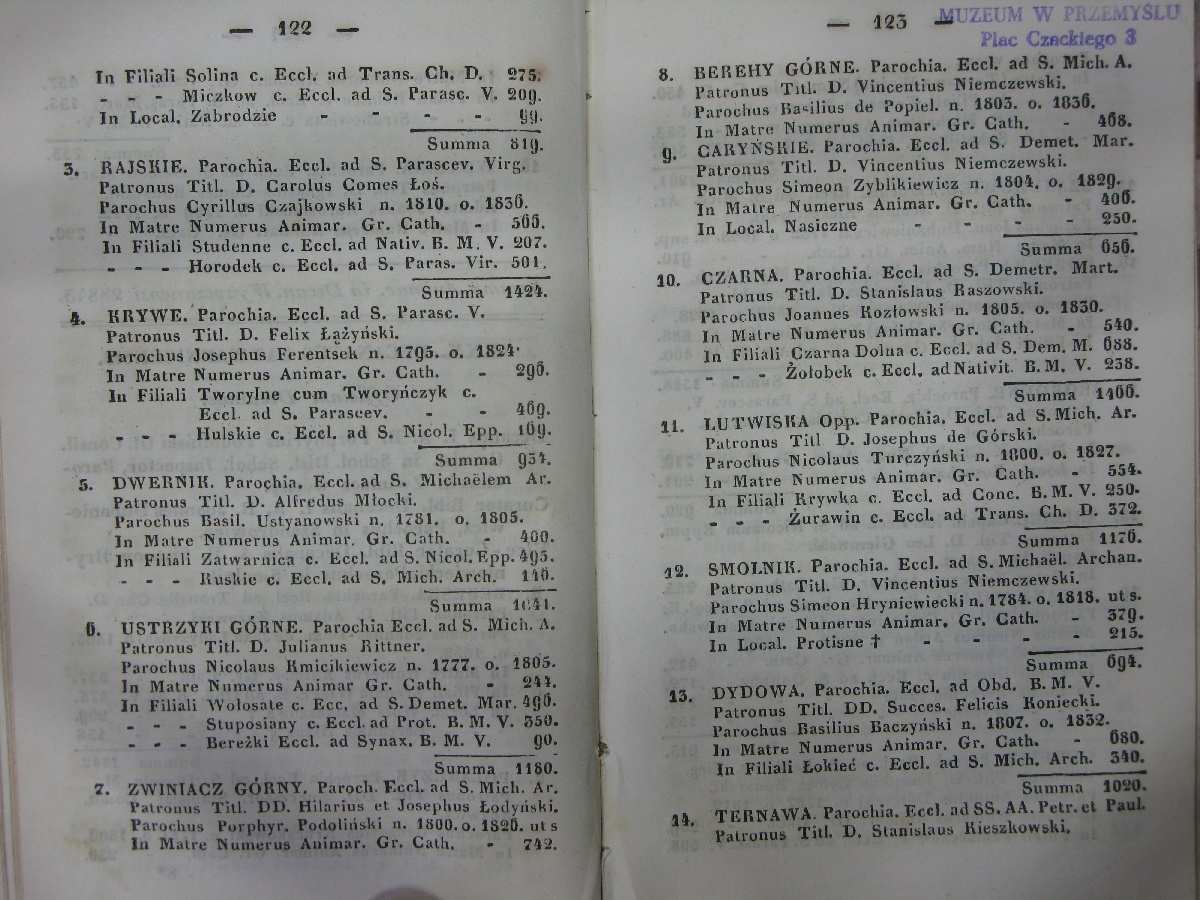 — 122 —
In Filiali Solina c. Eccl. ad Trans. Ch. D. 275.
- - - Miczkow c. Eccl. ad S. Parasc. V. 209.
In Local. Zabrodzie - - - 99.
Summa 819.
3. RAJSKIE. Parochia. Eccl. ad S. Parascev. Virg.
Patronus Titl. D. Carolus Comes Łoś.
Parochus Cyrillus Czajkowski n. 1810. o. 1836.
In Matre Numerus Animar. Gr. Cath. - 566.
In Filiali Studenne c. Eccl. ad Nativ. B. M. V. 207.
- - - Horodek c. Eccl. ad S. Paras. Vir. 501.
Summa 1424.
4. KRYWE. Parochia. Eccl. ad S. Parasc. V.
Patronus Titl. D. Felix Łążyński.
Parochus Josephus Ferentsek n. 1795. o. 1824.
In Matre Numerus Animar. Gr. Cath. - 296.
In Filiali Tworylne cum Tworyńczyk c.
Eccl. ad S. Parascev. - - 469.
- - - Hulskie c. Eccl. ad S. Nicol. Epp. 169.
Summa 934.
5. DWERNIK. Parochia. Eccl. ad S. Michaëlem Ar.
Patronus Titl. D. Alfredus Młocki.
Parochus Basil. Ustyanowski n. 1781. o. 1805.
In Matre Numerus Animar. Gr. Cath. - 400.
In Filiali Zatwarnica c. Eccl. ad S. Nicol. Epp. 495.
- - - Ruskie c. Eccl. ad S. Mich. Arch. 146.
Summa 1041.
6. USTRZYKI GÓRNE. Parochia Eccl. ad S. Mich. A.
Patronus Titl. D. Julianus Rittner.
Parochus Nicolaus Kmicikiewicz n. 1777. o. 1805.
In Matre Numerus Animar Gr. Cath. - 244.
In Filiali Wołosate c. Ecc. ad S. Demet. Mar. 496.
- - - Stuposiany c. Eccl. ad Prot. B. M. V. 350.
- - - Bereżki Eccl. ad Synax. B. M. V. 90.
Summa 1180.
7. ZWINIACZ GÓRNY. Paroch. Eccl. ad S. Mich. Ar.
Patronus Titl. DD. Hilarius et Josephus Łodyński.
Parochus Porphyr. Podoliński n. 1800. o. 1826. ut s
In Matre Numerus Animar. Gr. Cath. - 742.
— 123 —
MUZEUM W PRZEMYŚLU
Plac Czackiego 3
8. BEREHY GÓRNE. Parochia. Eccl. ad S. Mich. A.
Patronus Titl. D. Vincentius Niemczewski.
Parochus Basilius de Popiel. n. 1803. o. 1836.
In Matre Numerus Animar. Gr. Cath. - 468.
9. CARYŃSKIE. Parochia. Eccl. ad S. Demet. Mar.
Patronus Titl. D. Vincentius Niemczewski.
Parochus Simeon Zyblikiewicz n. 1804. o. 1829.
In Matre Numerus Animar. Gr. Cath. - 406.
In Local. Nasiczne - - - - 250.
Summa 656.
10. CZARNA. Parochia. Eccl. ad S. Demetr. Mart.
Patronus Titl. D. Stanislaus Raszowski.
Parochus Joannes Kozłowski n. 1805. o. 1830.
In Matre Numerus Animar. Gr. Cath. - 540.
In Filiali Czarna Dolna c. Eccl. ad S. Dem. M. 688.
- - - Żołobek c. Eccl. ad Nativit. B. M. V. 238.
Summa 1466.
11. LUTWISKA Opp. Parochia. Eccl. ad S. Mich. Ar.
Patronus Titl D. Josephus de Górski.
Parochus Nicolaus Turczyński n. 1800. o. 1827.
In Matre Numerus Animar. Gr. Cath. - 554.
In Filiali Krywka c. Eccl. ad Conc. B. M. V. 250.
- - - Żurawin c. Eccl. ad Trans. Ch. D. 372.
Summa 1176.
12. SMOLNIK. Parochia. Eccl. ad S. Michaël. Archan.
Patronus Titl. D. Vincentius Niemczewski.
Parochus Simeon Hryniewiecki n. 1784. o. 1818. ut s.
In Matre Numerus Animar. Gr. Cath. - 379.
In Local. Protisne † - - - - 215.
Summa 694.
13. DYDOWA. Parochia. Eccl. ad Obd. B. M. V.
Patronus Titl. DD. Succes. Felicis Koniecki.
Parochus Basilius Baczyński n. 1807. o. 1832.
In Matre Numerus Animar. Gr. Cath. - 680.
In Filiali Łokieć c. Eccl. ad S. Mich. Arch. 340.
Summa 1020.
14. TERNAWA. Parochia. Eccl. ad SS. AA. Petr. et Paul.
Patronus Titl. D. Stanislaus Kieszkowski.